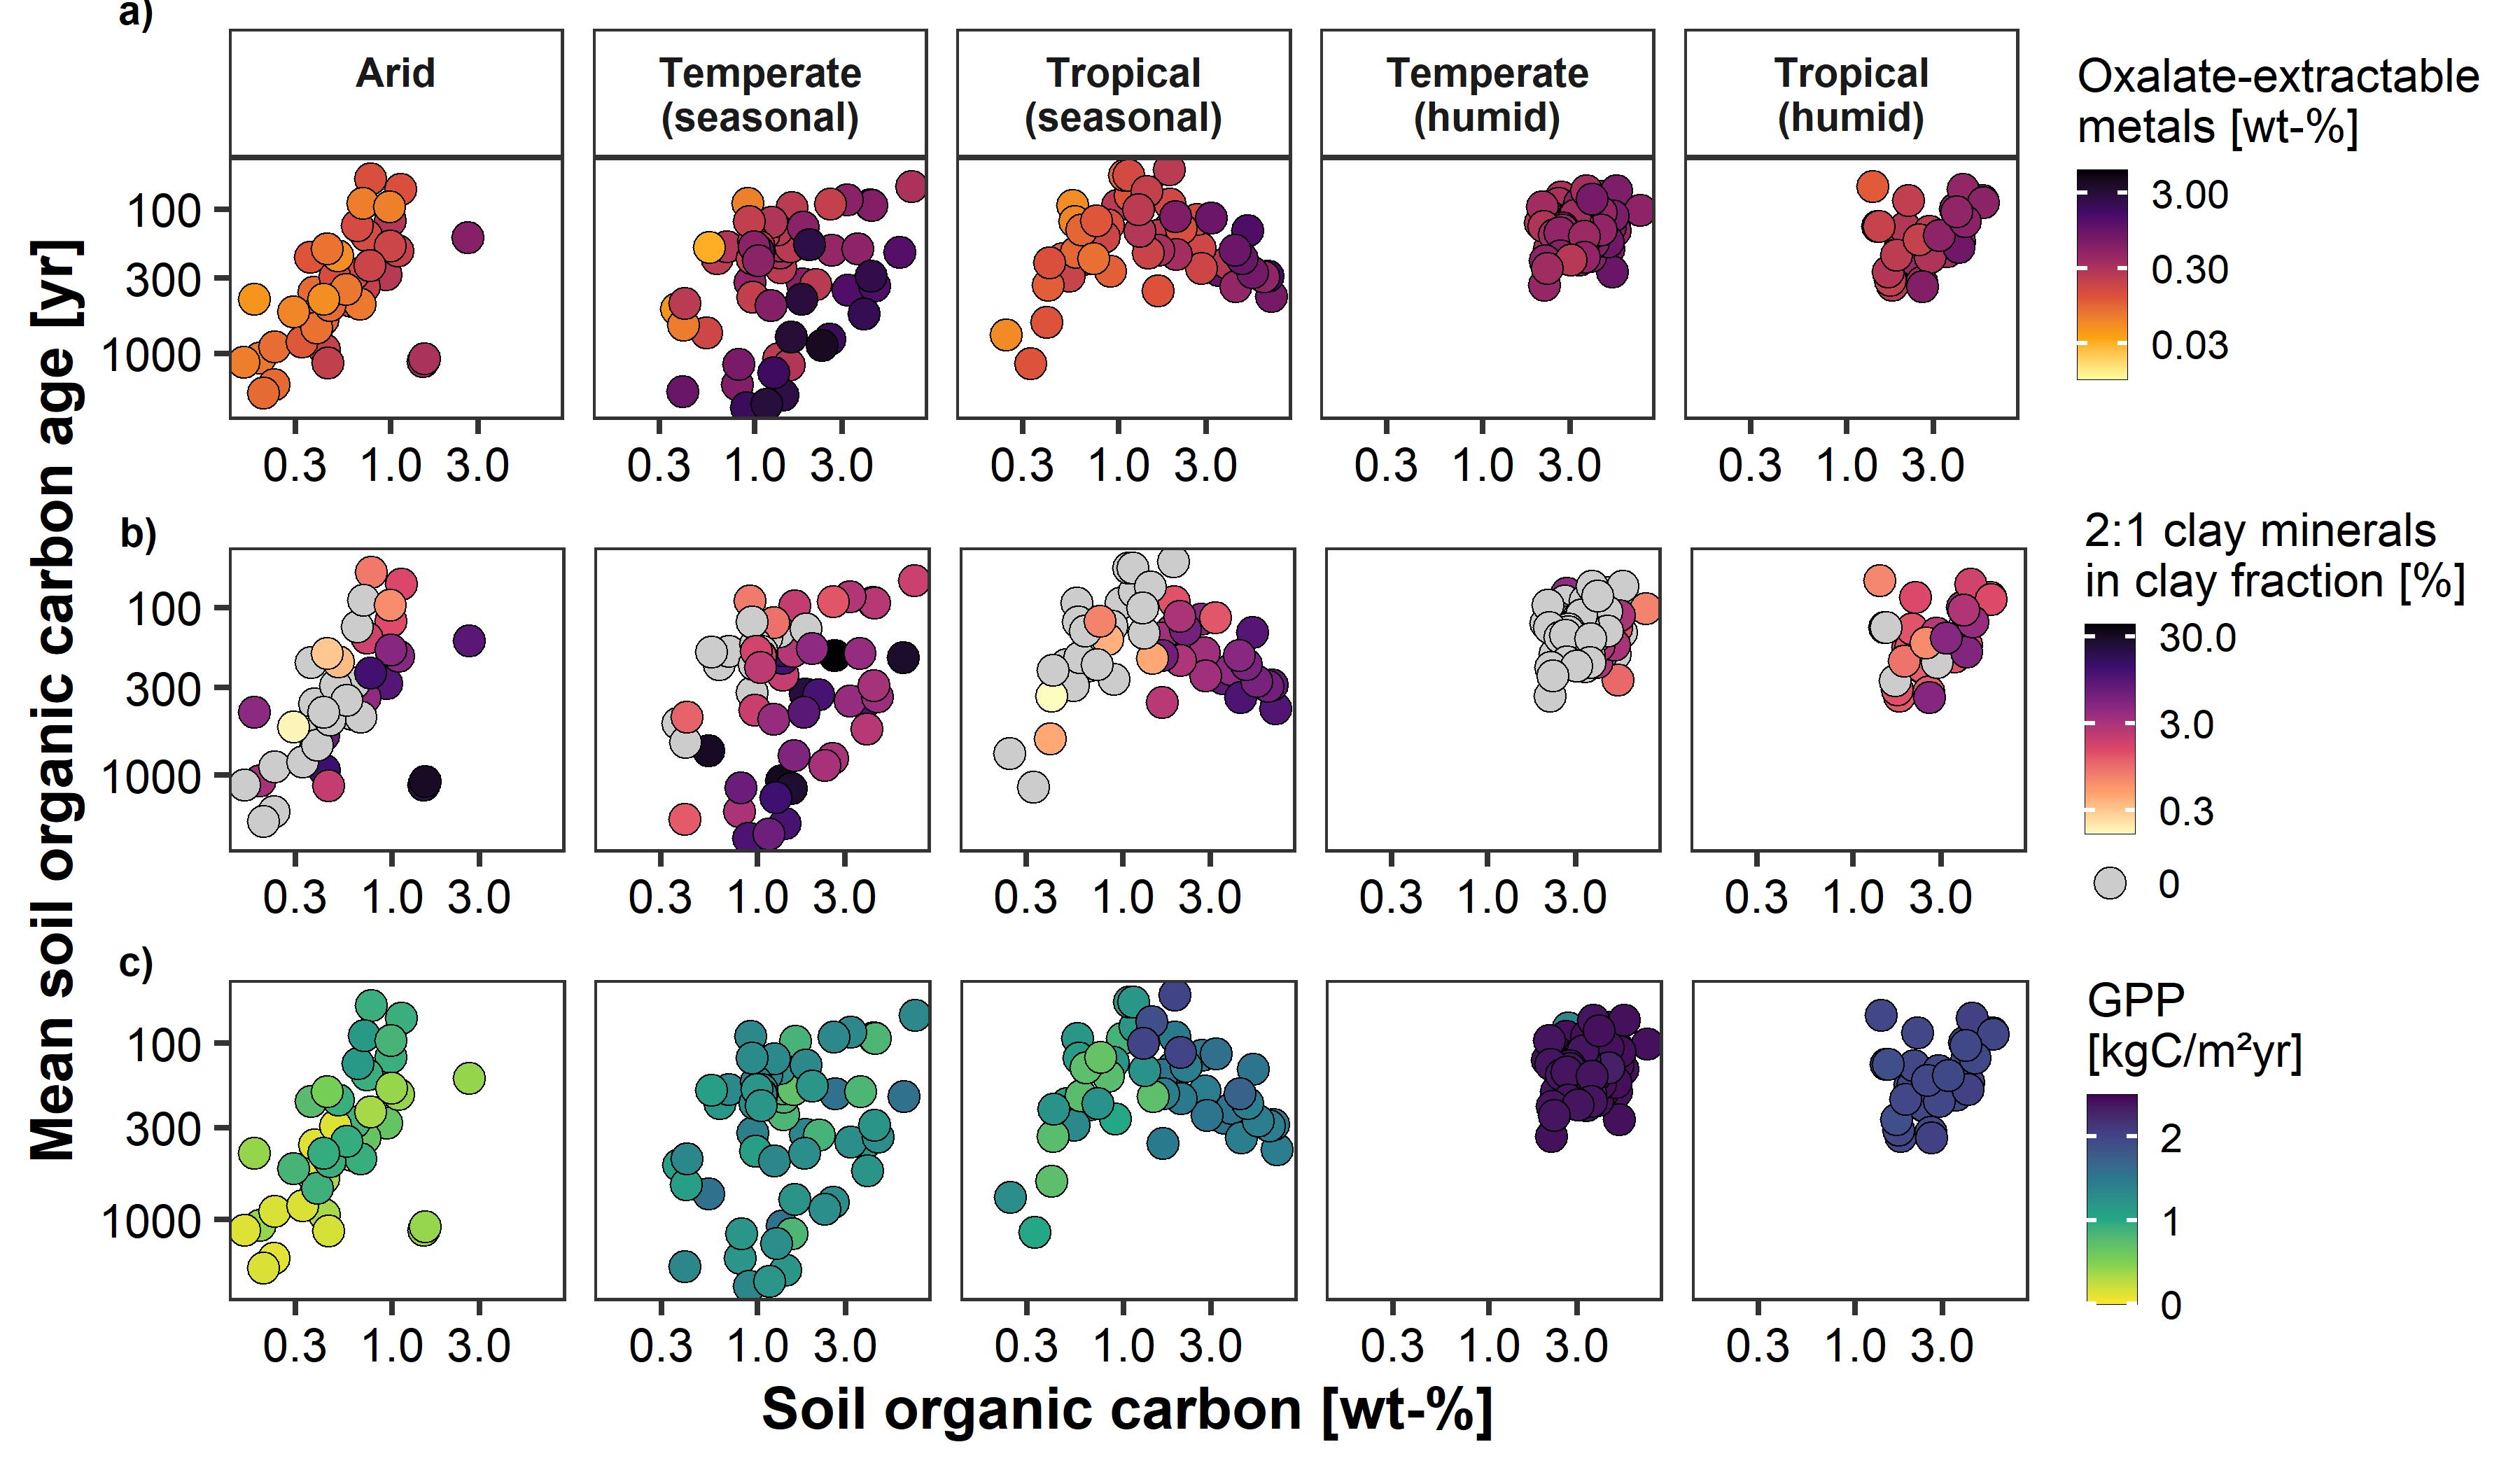 a)
Arid
Temperate
(seasonal)
Tropical
(seasonal)
Temperate
(humid)
Tropical
(humid)
Oxalate-extractable
metals [wt-%]
3.00
0.30
0.03
100
300
1000
0.3 1.0 3.0
0.3 1.0 3.0
0.3 1.0 3.0
0.3 1.0 3.0
0.3 1.0 3.0
b)
2:1 clay minerals
in clay fraction [%]
30.0
3.0
0.3
0
100
300
1000
0.3 1.0 3.0
0.3 1.0 3.0
0.3 1.0 3.0
0.3 1.0 3.0
0.3 1.0 3.0
c)
GPP
[kgC/m²yr]
2
1
0
100
300
1000
0.3 1.0 3.0
0.3 1.0 3.0
0.3 1.0 3.0
0.3 1.0 3.0
0.3 1.0 3.0
Mean soil organic carbon age [yr]
Soil organic carbon [wt-%]